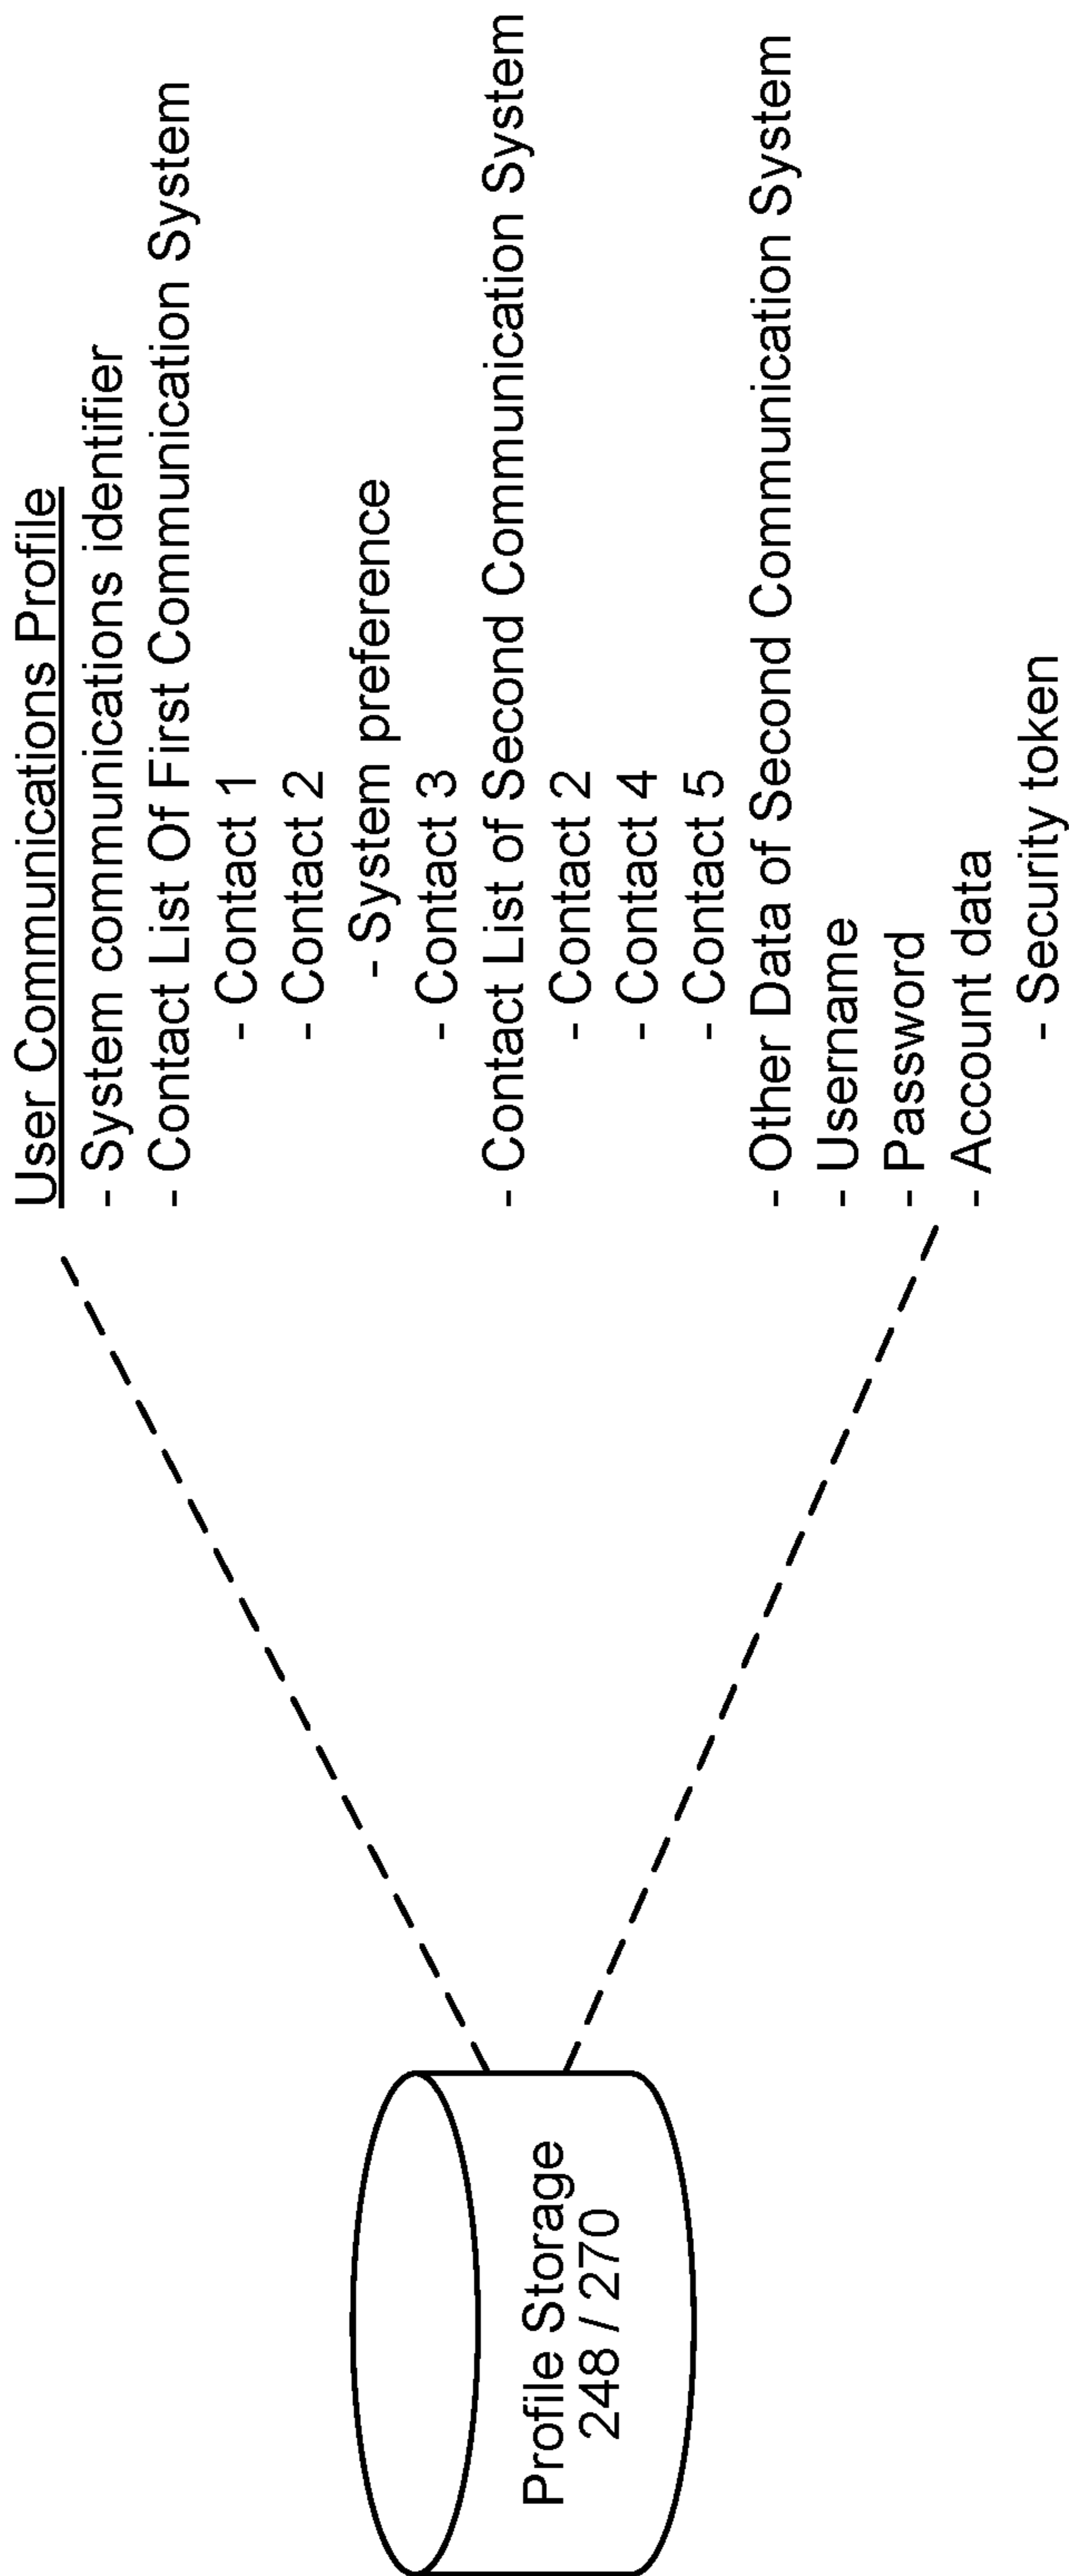 User Communications Profile
- System communications identifier
- Contact List Of First Communication System
- Contact 1
- Contact 2
- System preference
- Contact 3
- Contact List of Second Communication System
- Contact 2
- Contact 4
- Contact 5
- Other Data of Second Communication System
- Username
- Password
- Account data
- Security token
Profile Storage
248 / 270